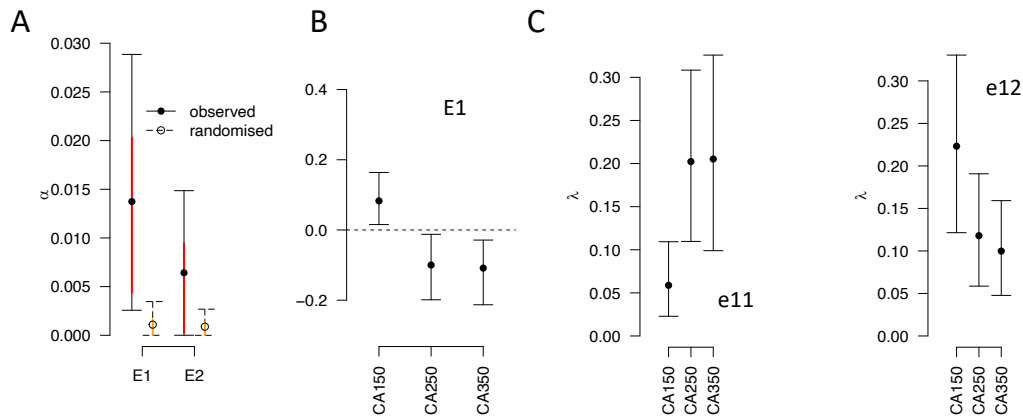 A
B
C
0.030
0.025
0.020
0.015
0.010
0.005
0.000
α
observed
randomised
E1
E2
0.4
0.2
0.0
−0.2
E1
CA150
CA250
CA350
0.30
0.25
0.20
0.15
0.10
0.05
0.00
λ
e11
CA150
CA250
CA350
0.30
0.25
0.20
0.15
0.10
0.05
0.00
λ
e12
CA150
CA250
CA350